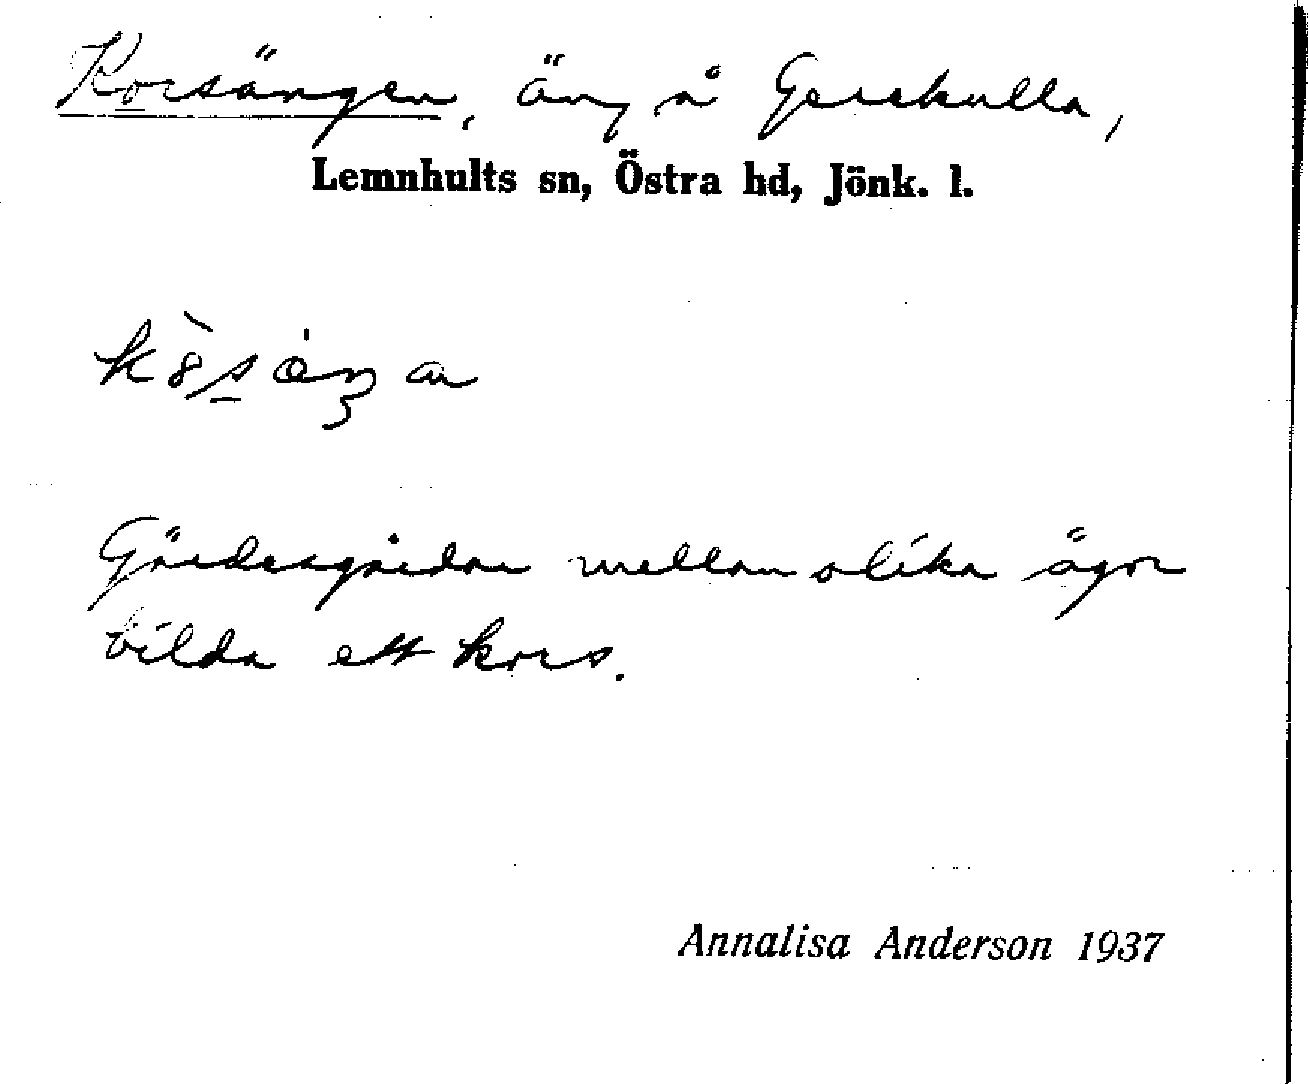 Korsängen, äng å Gerskulla,
Lemnhults sn, Östra hd, Jönk. l.
Gärdesgårdar mellan olika ägor
bilda ett kors.
Annalisa Anderson 1937